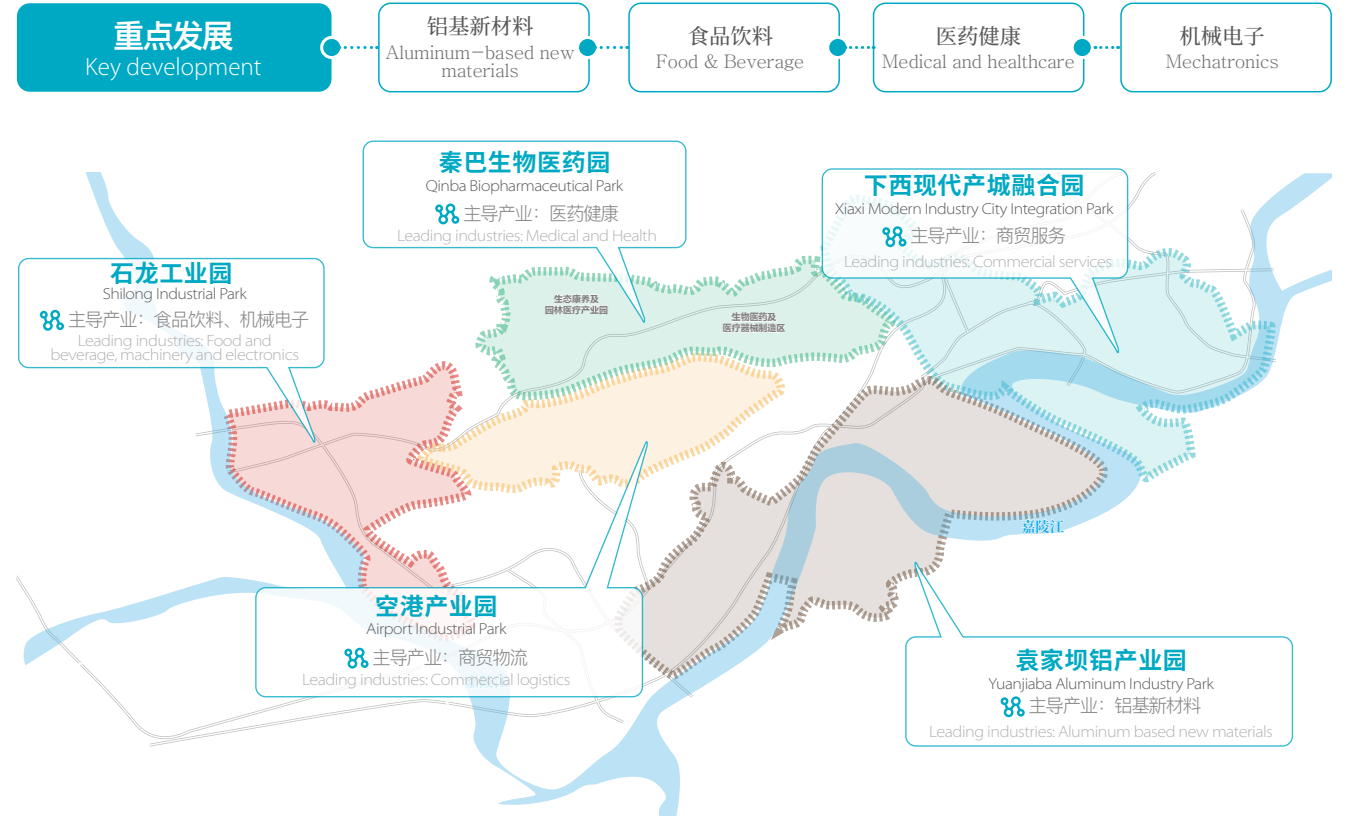 重点发展
Key development
铝基新材料
Aluminum-based new
materials
食品饮料
Food & Beverage
医药健康
Medical and healthcare
机械电子
Mechatronics
秦巴生物医药园
Qinba Biopharmaceutical Park
主导产业：医药健康
Leading industries: Medical and Health
下西现代产城融合园
Xiaxi Modern Industry City Integration Park
主导产业：商贸服务
Leading industries: Commercial services
石龙工业园
Shilong Industrial Park
主导产业：食品饮料、机械电子
Leading industries: Food and
beverage, machinery and electronics
生态康养及
园林医疗产业园
生物医药及
医疗器械制造区
嘉陵江
空港产业园
Airport Industrial Park
主导产业：商贸物流
Leading industries: Commercial logistics
袁家坝铝产业园
Yuanjiaba Aluminum Industry Park
主导产业：铝基新材料
Leading industries: Aluminum based new materials